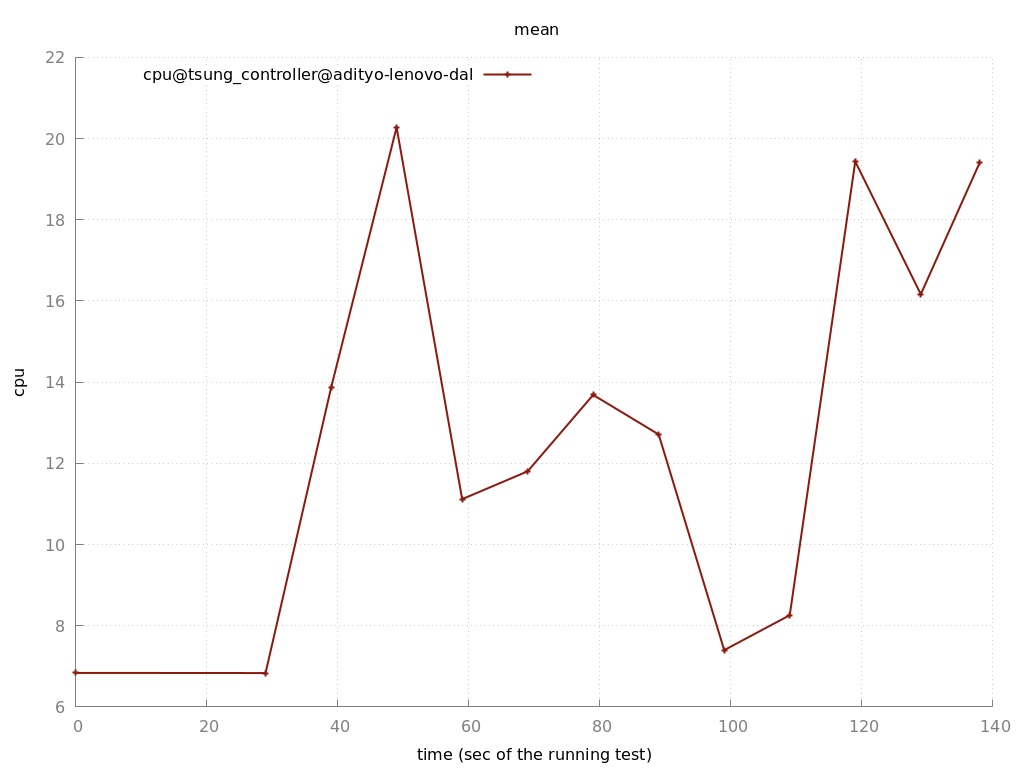 mean
22
cpu@tsung_controller@adityo-lenovo-dal
20
18
16
14
cpu
12
10
8
6
0 20 40 60 80 100 120 140
time (sec of the running test)